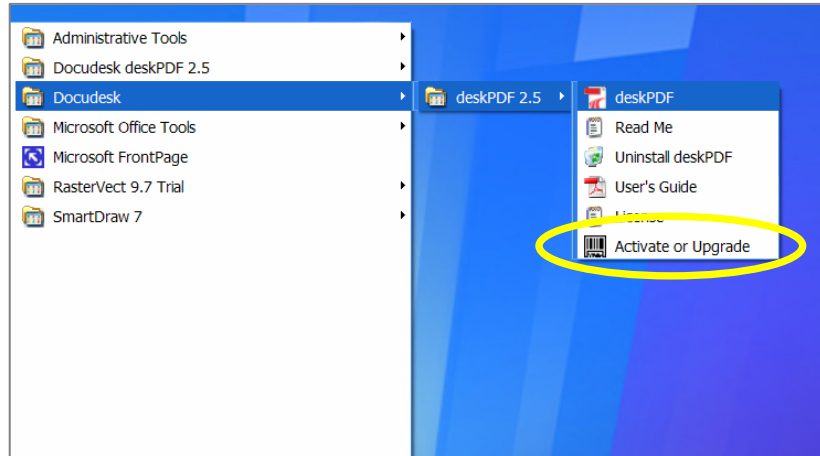 Administrative Tools
Docudesk deskPDF 2.5
Docudesk
Microsoft Office Tools
Microsoft FrontPage
RasterVect 9.7 Trial
SmartDraw 7
deskPDF 2.5
deskPDF
Read Me
Uninstall deskPDF
User's Guide
License
Activate or Upgrade